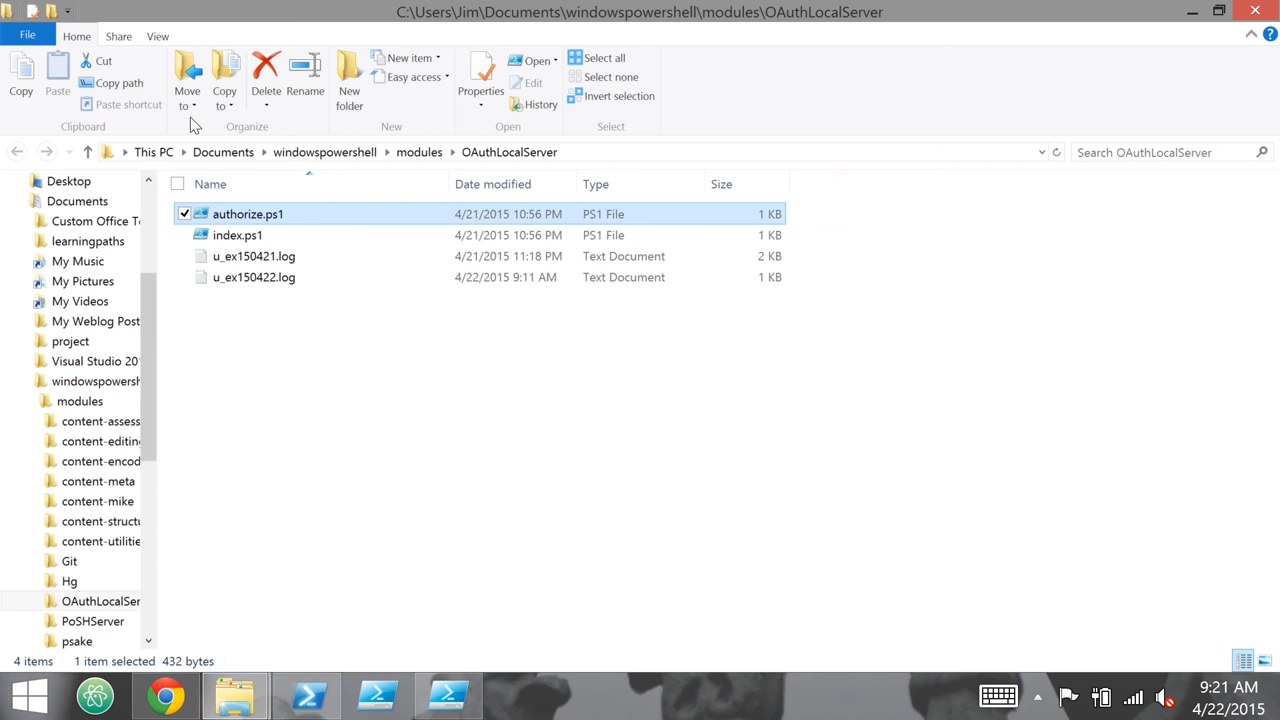 C:\Users\Jim\Documents\windowspowershell\modules\OAuthLocalServer
File Home Share View
Copy
Paste
Cut
Copy path
Paste shortcut
Clipboard
Move to
Copy to
Delete
Rename
Organize
New folder
New item
Easy access
New
Properties
Open
Edit
History
Open
Select all
Select none
Invert selection
Select
This PC Documents windowspowershell modules OAuthLocalServer
Search OAuthLocalServer
Desktop
Documents
Custom Office T
learningpaths
My Music
My Pictures
My Videos
My Weblog Post
project
Visual Studio 20
windowspowersh
modules
content-assess
content-editing
content-encod
content-meta
content-mike
content-structu
content-utilitie
Git
Hg
OAuthLocalSer
PoSHServer
psake
Name Date modified Type Size
authorize.ps1 4/21/2015 10:56 PM PS1 File 1 KB
index.ps1 4/21/2015 10:56 PM PS1 File 1 KB
u_ex150421.log 4/21/2015 11:18 PM Text Document 2 KB
u_ex150422.log 4/22/2015 9:11 AM Text Document 1 KB
4 items 1 item selected 432 bytes
9:21 AM
4/22/2015